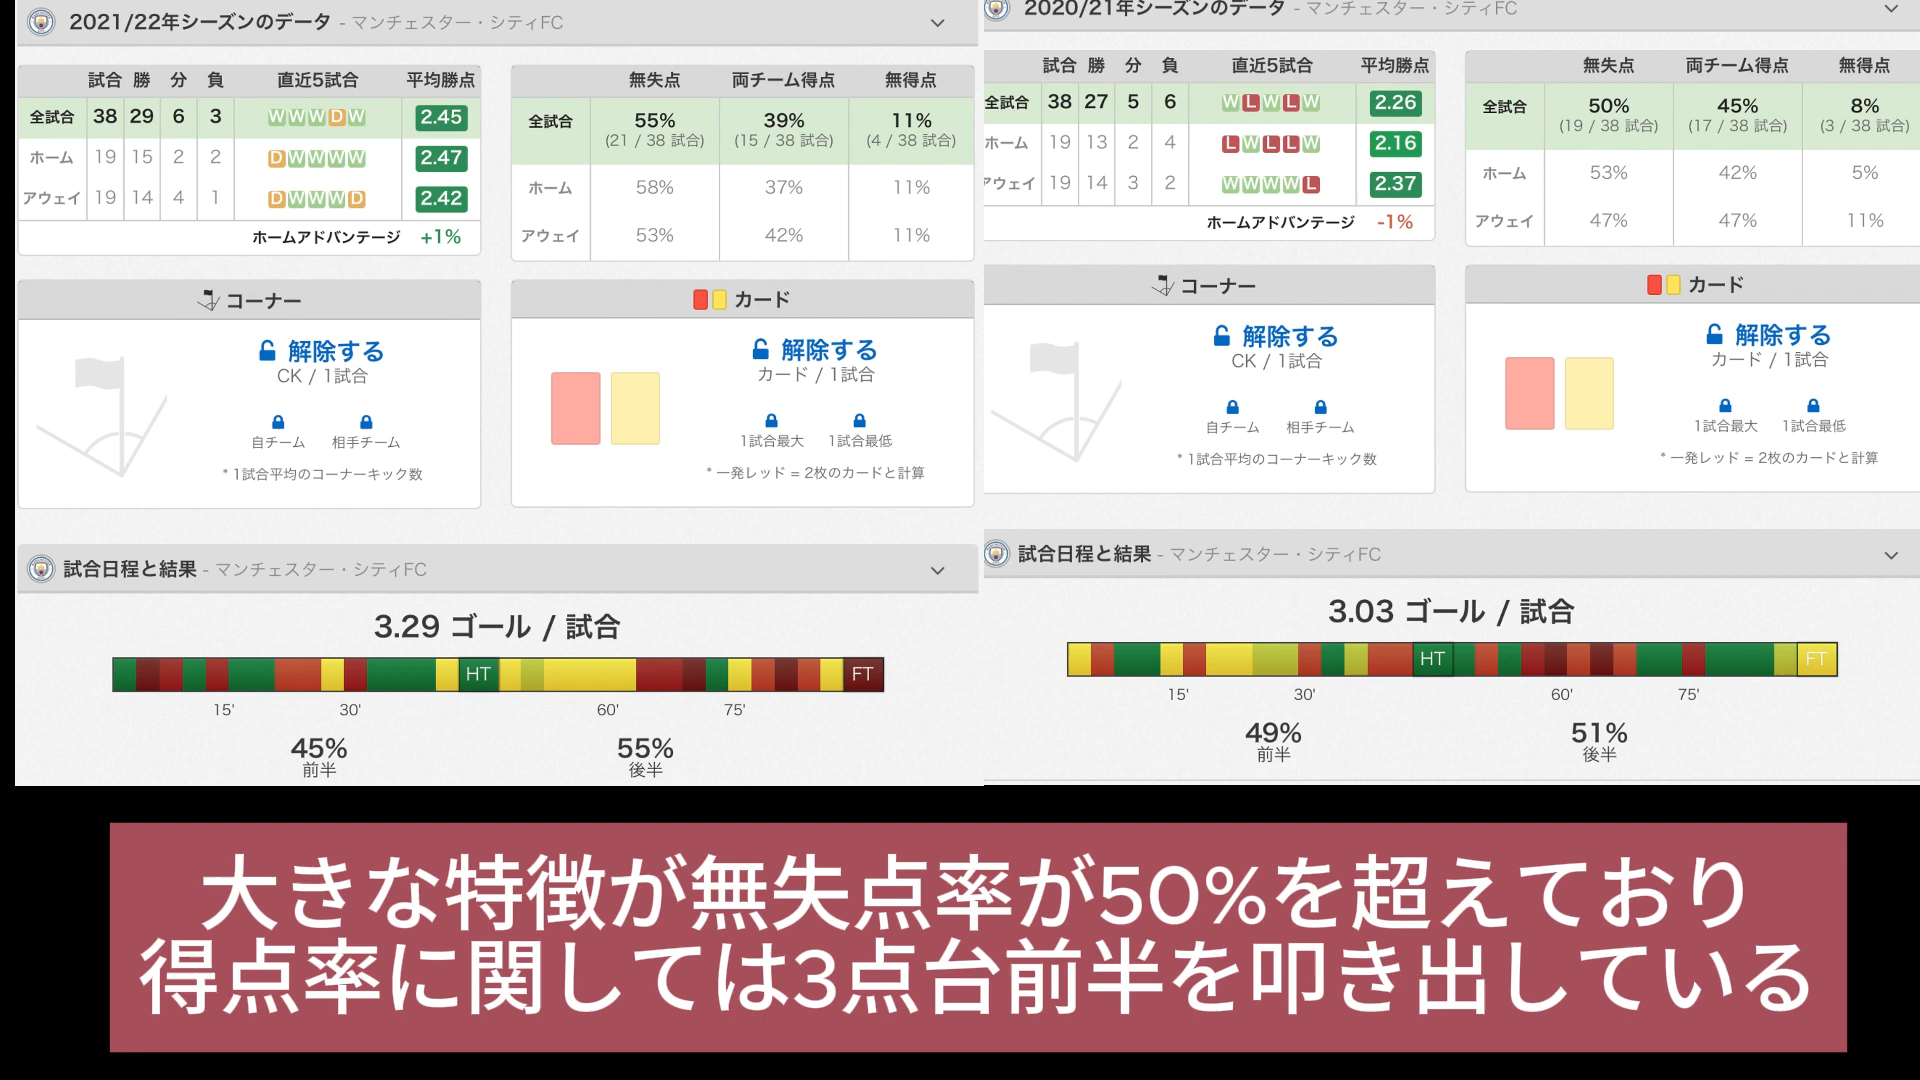 2021/22年シーズンのデータ - マンチェスター・シティFC
試合 勝 分 負 直近5試合 平均勝点
全試合 38 29 6 3 W W W D W 2.45
ホーム 19 15 2 2 D W W W W 2.47
アウェイ 19 14 4 1 D W W W D 2.42
ホームアドバンテージ +1%
無失点 両チーム得点 無得点
全試合 55% 39% 11%
(21 / 38 試合) (15 / 38 試合) (4 / 38 試合)
ホーム 58% 37% 11%
アウェイ 53% 42% 11%
コーナー
解除する
CK / 1試合
自チーム 相手チーム
* 1試合平均のコーナーキック数
カード
解除する
カード / 1試合
1試合最大 1試合最低
* 一発レッド = 2枚のカードと計算
試合日程と結果 - マンチェスター・シティFC
3.29 ゴール / 試合
HT FT
15' 30' 60' 75'
45% 55%
前半 後半
2020/21年シーズンのデータ - マンチェスター・シティFC
試合 勝 分 負 直近5試合 平均勝点
全試合 38 27 5 6 W L W L W 2.26
ホーム 19 13 2 4 L W L L W 2.16
アウェイ 19 14 3 2 W W W W L 2.37
ホームアドバンテージ -1%
無失点 両チーム得点 無得点
全試合 50% 45% 8%
(19 / 38 試合) (17 / 38 試合) (3 / 38 試合)
ホーム 53% 42% 5%
アウェイ 47% 47% 11%
コーナー
解除する
CK / 1試合
自チーム 相手チーム
* 1試合平均のコーナーキック数
カード
解除する
カード / 1試合
1試合最大 1試合最低
* 一発レッド = 2枚のカードと計算
試合日程と結果 - マンチェスター・シティFC
3.03 ゴール / 試合
HT FT
15' 30' 60' 75'
49% 51%
前半 後半
大きな特徴が無失点率が50%を超えており
得点率に関しては3点台前半を叩き出している